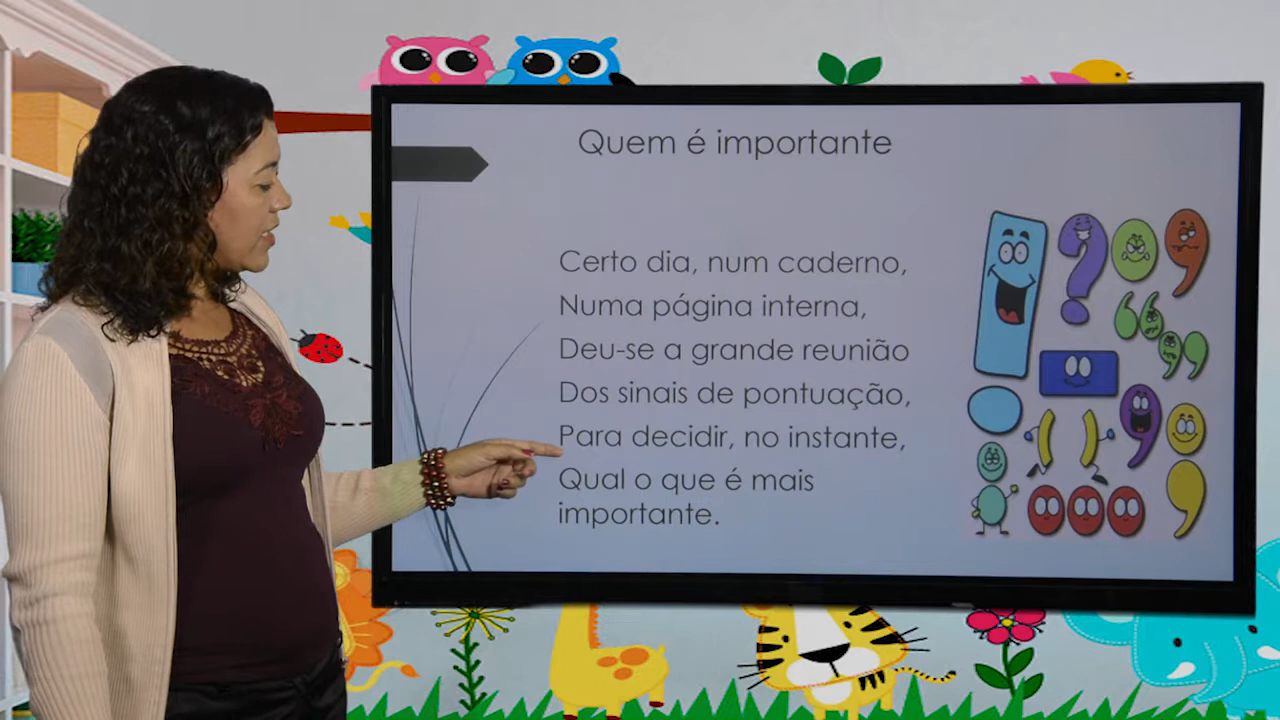 Quem é importante
Certo dia, num caderno,
Numa página interna,
Deu-se a grande reunião
Dos sinais de pontuação,
Para decidir, no instante,
Qual o que é mais
importante.